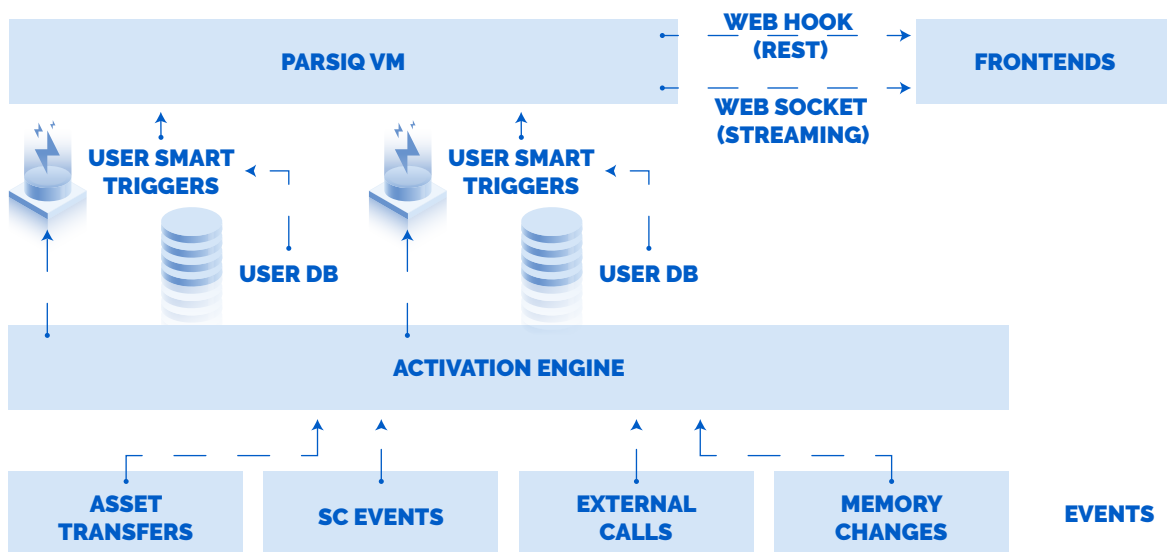 PARSIQ VM
WEB HOOK
(REST)
WEB SOCKET
(STREAMING)
FRONTENDS
USER SMART
TRIGGERS
USER DB
USER SMART
TRIGGERS
USER DB
ACTIVATION ENGINE
ASSET
TRANSFERS
SC EVENTS
EXTERNAL
CALLS
MEMORY
CHANGES
EVENTS